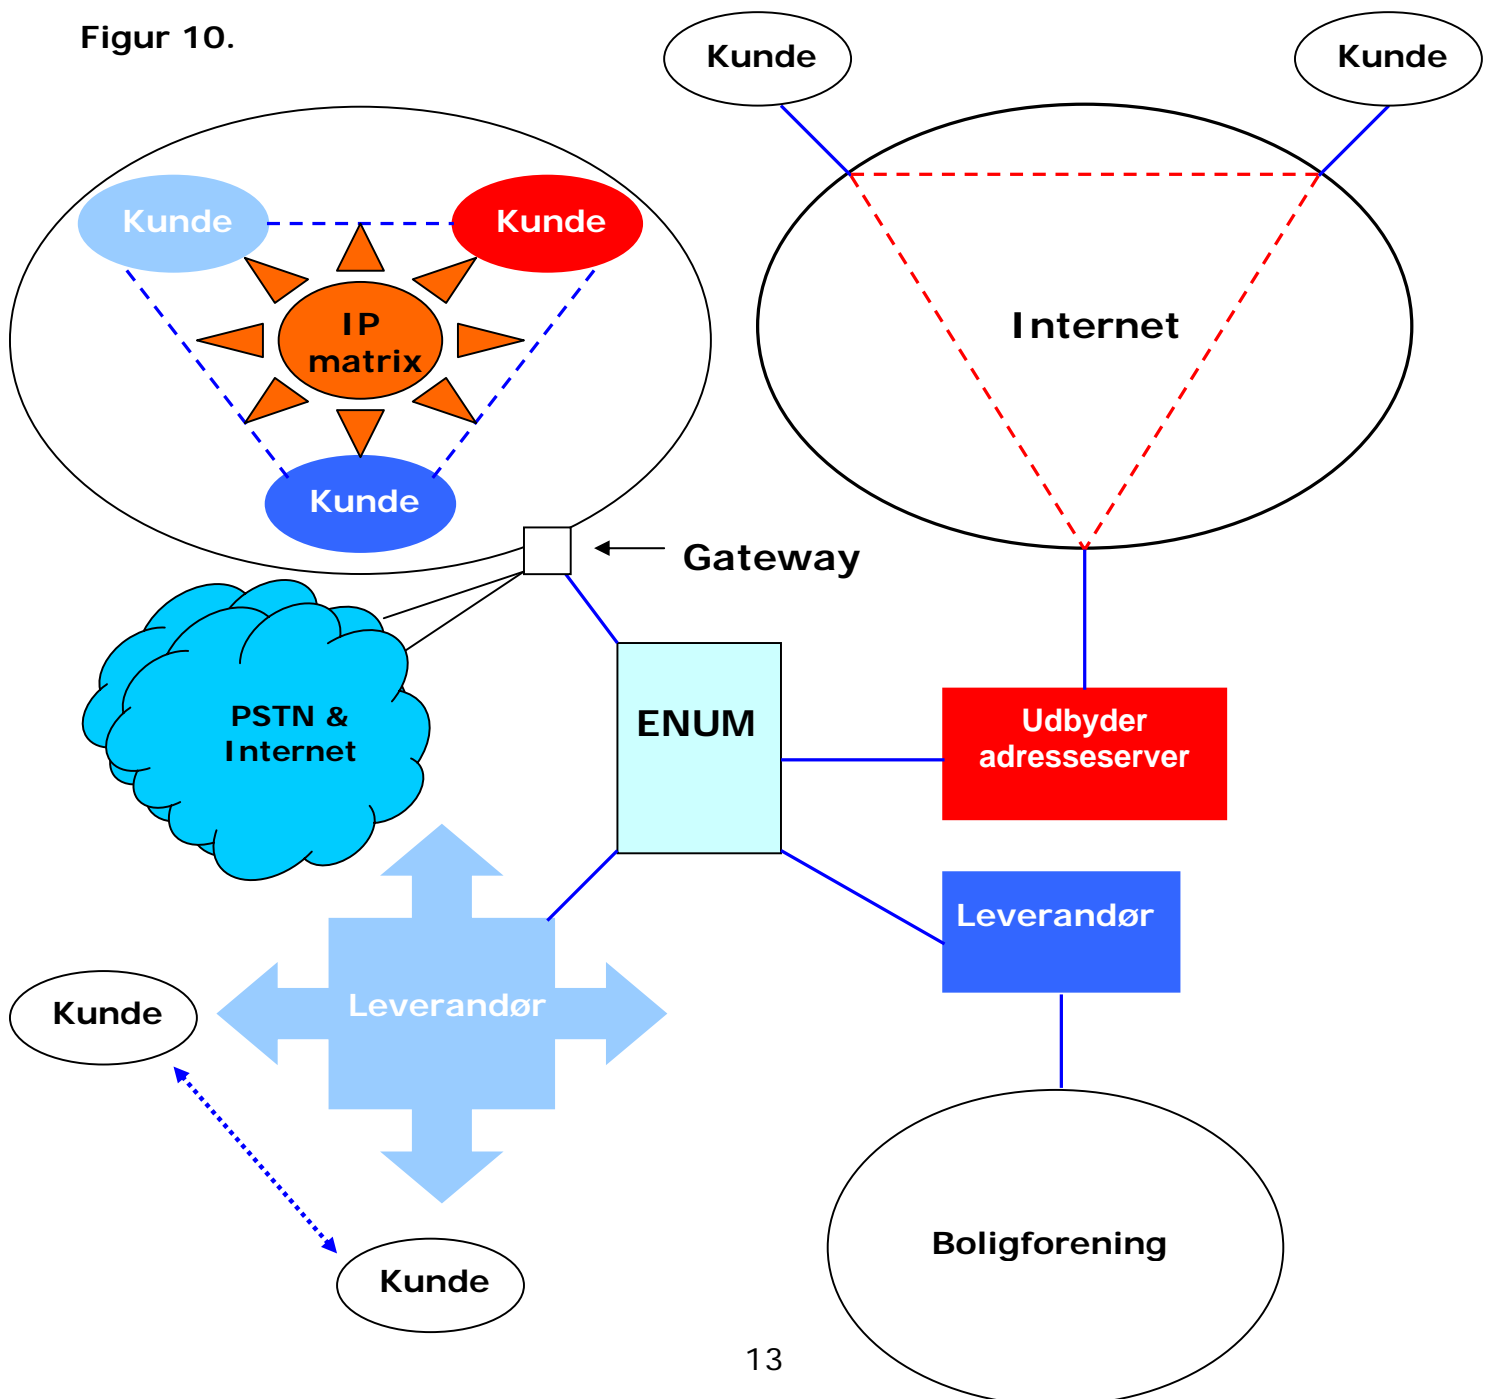 Figur 10.
Kunde
Kunde
Kunde
Kunde
IP
matrix
Internet
Kunde
Gateway
PSTN &
Internet
ENUM
Udbyder
adresseserver
Leverandør
Leverandør
Kunde
Boligforening
Kunde
13